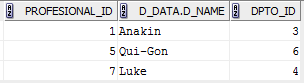 PROFESIONAL_ID D_DATA.D_NAME DPTO_ID
1 Anakin 3
5 Qui-Gon 6
7 Luke 4